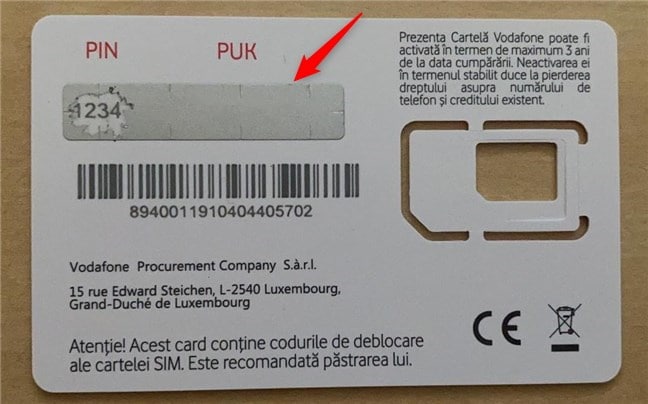 PIN PUK
1234
8940011910404405702
Vodafone Procurement Company S.à.r.l.
15 rue Edward Steichen, L-2540 Luxembourg,
Grand-Duché de Luxembourg
Atenție! Acest card conține codurile de deblocare
ale cartelei SIM. Este recomandată păstrarea lui.
Prezenta Cartelă Vodafone poate fi
activată în termen de maximum 3 ani
de la data cumpărării. Neactivarea ei
în termenul stabilit duce la pierderea
dreptului asupra numărului de
telefon și creditului existent.
CE